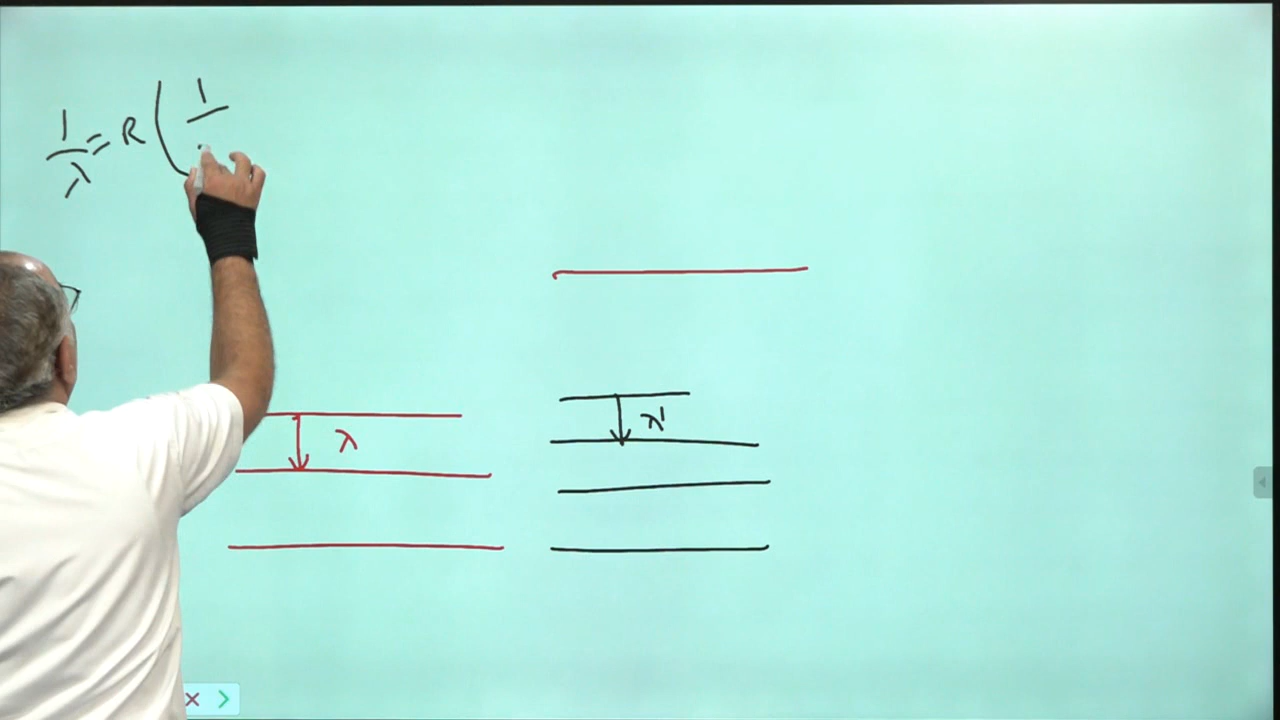 1/λ = R ( 1/
λ
λ'